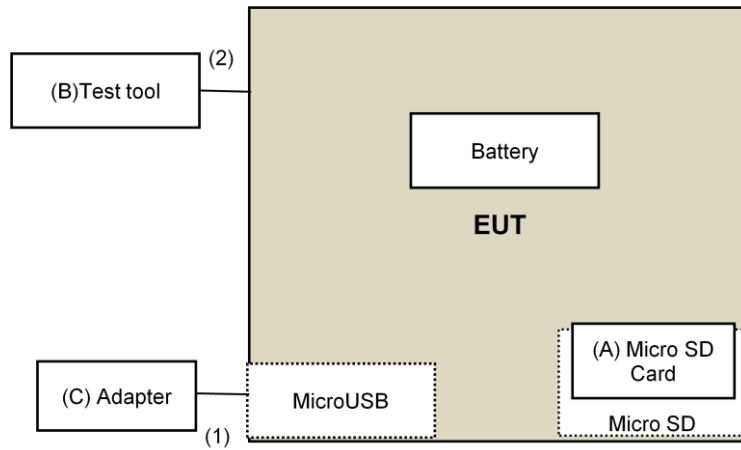 (2)
(B)Test tool
Battery
EUT
(A) Micro SD
Card
(C) Adapter
MicroUSB
Micro SD
(1)